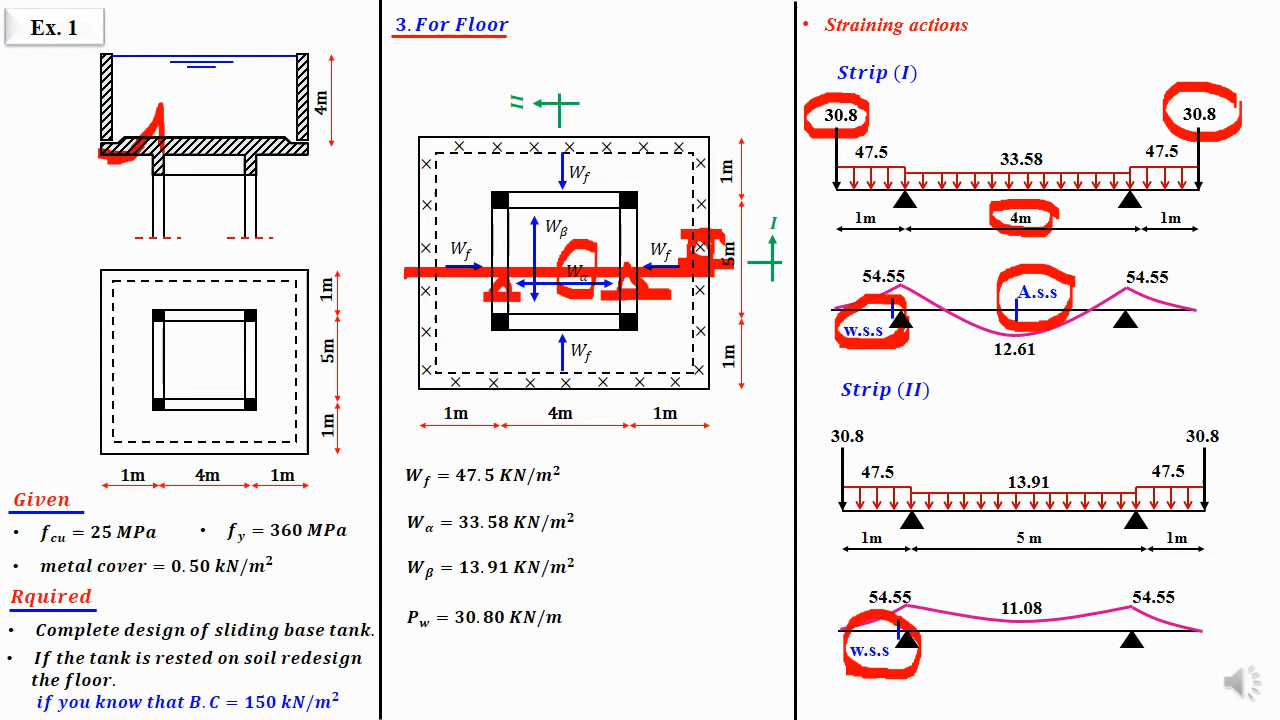 Ex. 1
4m
1m
5m
1m
1m 4m 1m
Given
• f_cu = 25 MPa • f_y = 360 MPa
• metal cover = 0.50 kN/m²
Rquired
• Complete design of sliding base tank.
• If the tank is rested on soil redesign
the floor.
if you know that B.C = 150 kN/m²
3. For Floor
II
W_f
W_β
W_f W_α W_f
W_f
I
1m
5m
1m
1m 4m 1m
W_f = 47.5 KN/m²
W_α = 33.58 KN/m²
W_β = 13.91 KN/m²
P_w = 30.80 KN/m
• Straining actions
Strip (I)
30.8 30.8
47.5 33.58 47.5
1m 4m 1m
54.55 54.55
A.s.s
w.s.s
12.61
Strip (II)
30.8 30.8
47.5 13.91 47.5
1m 5 m 1m
54.55 11.08 54.55
w.s.s